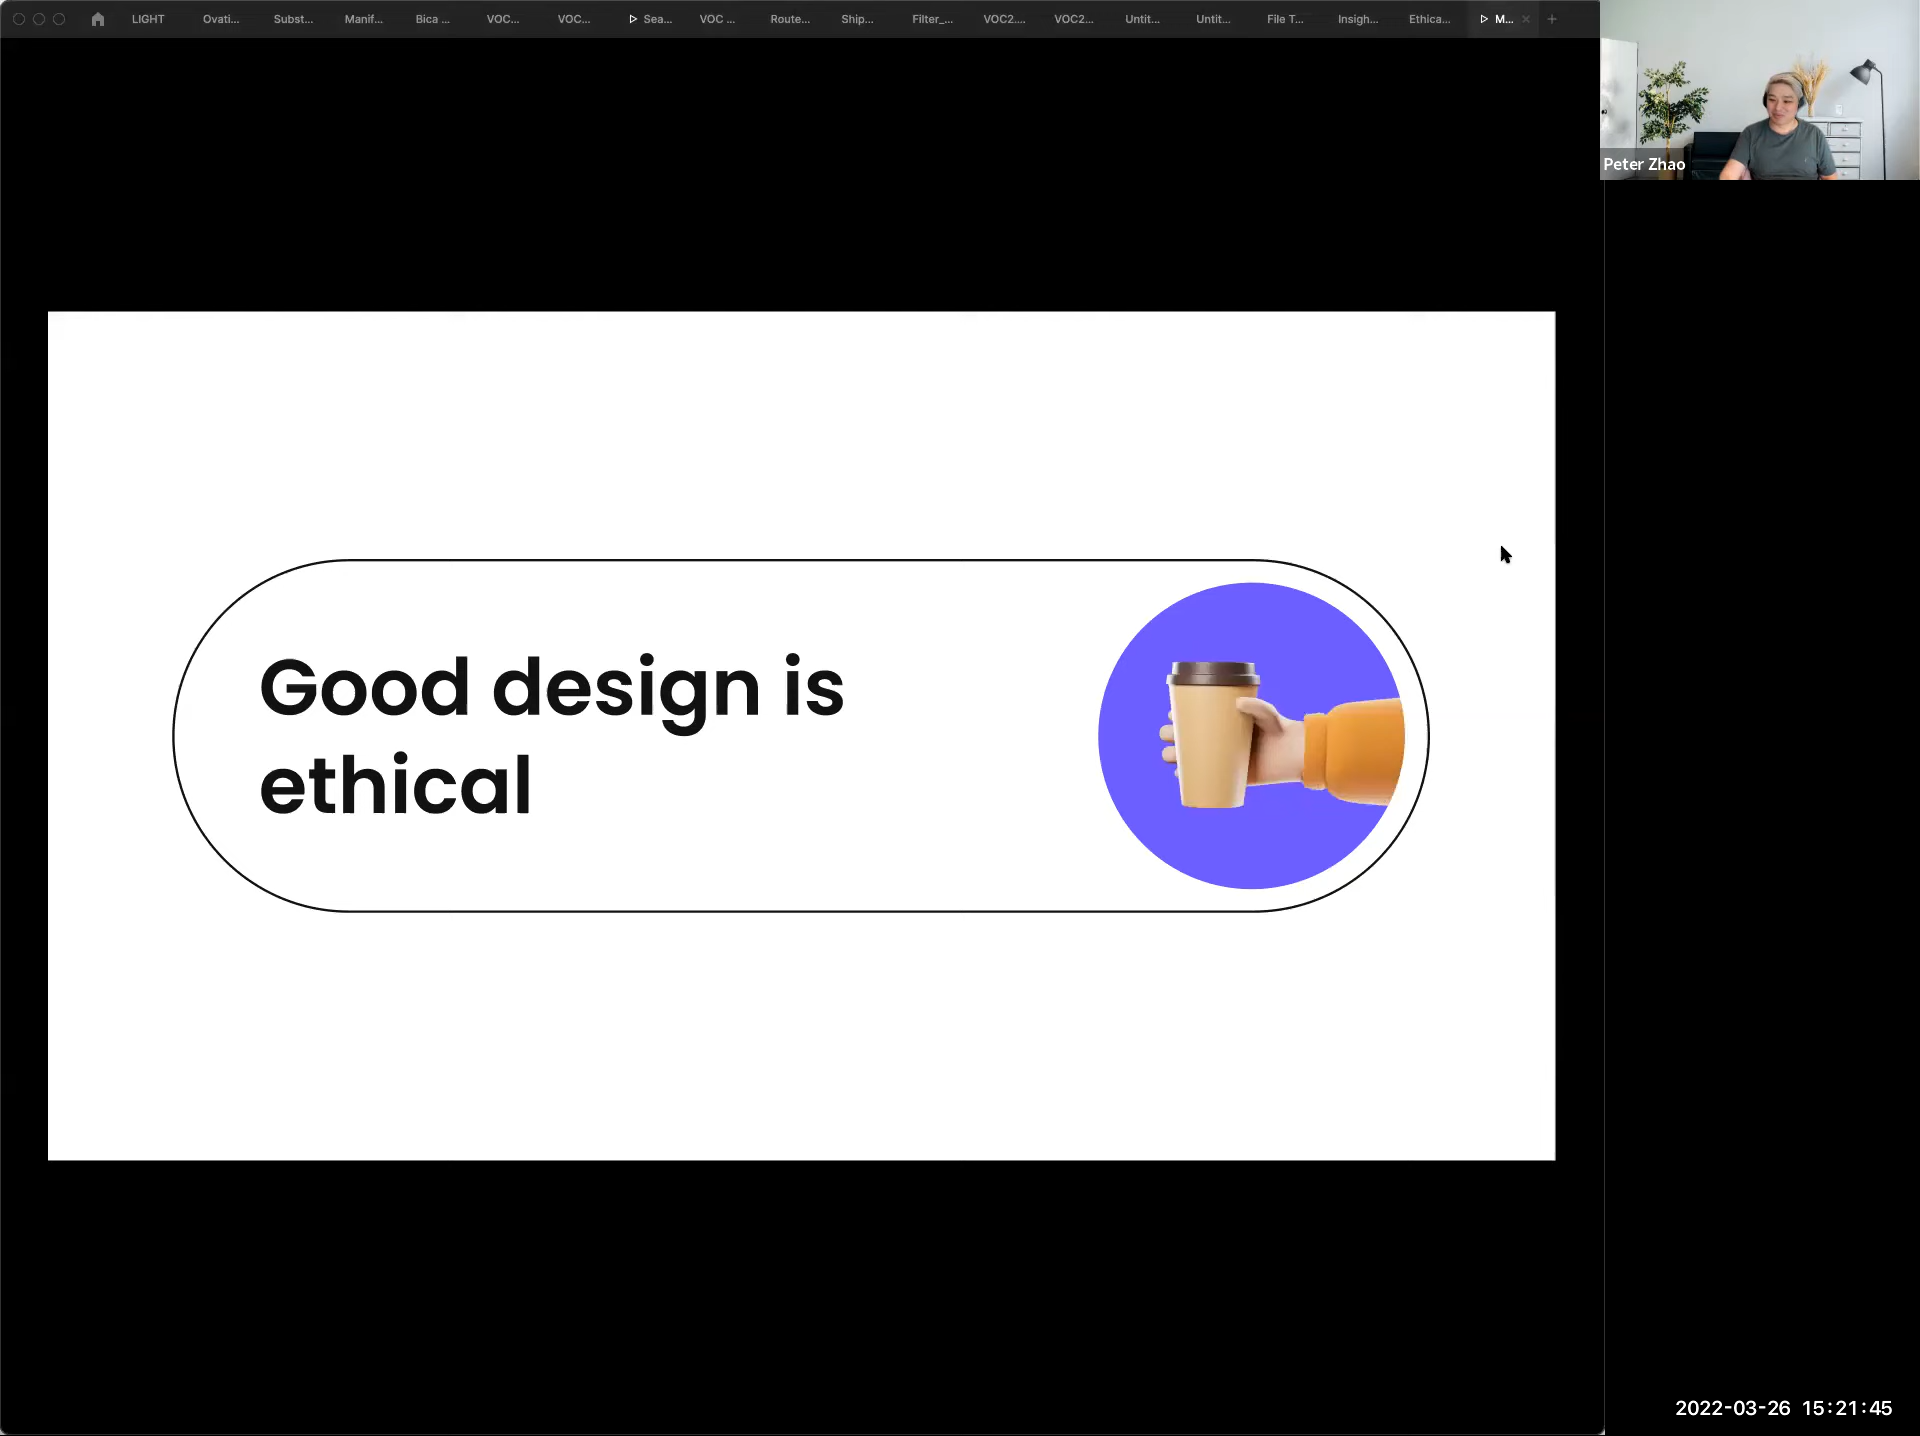 LIGHT Ovati... Subst... Manif... Bica ... VOC... VOC... Sea... VOC ... Route... Ship... Filter_... VOC2.... VOC2... Untit... Untit... File T... Insigh... Ethica... M...
Peter Zhao
Good design is
ethical
2022-03-26 15:21:45